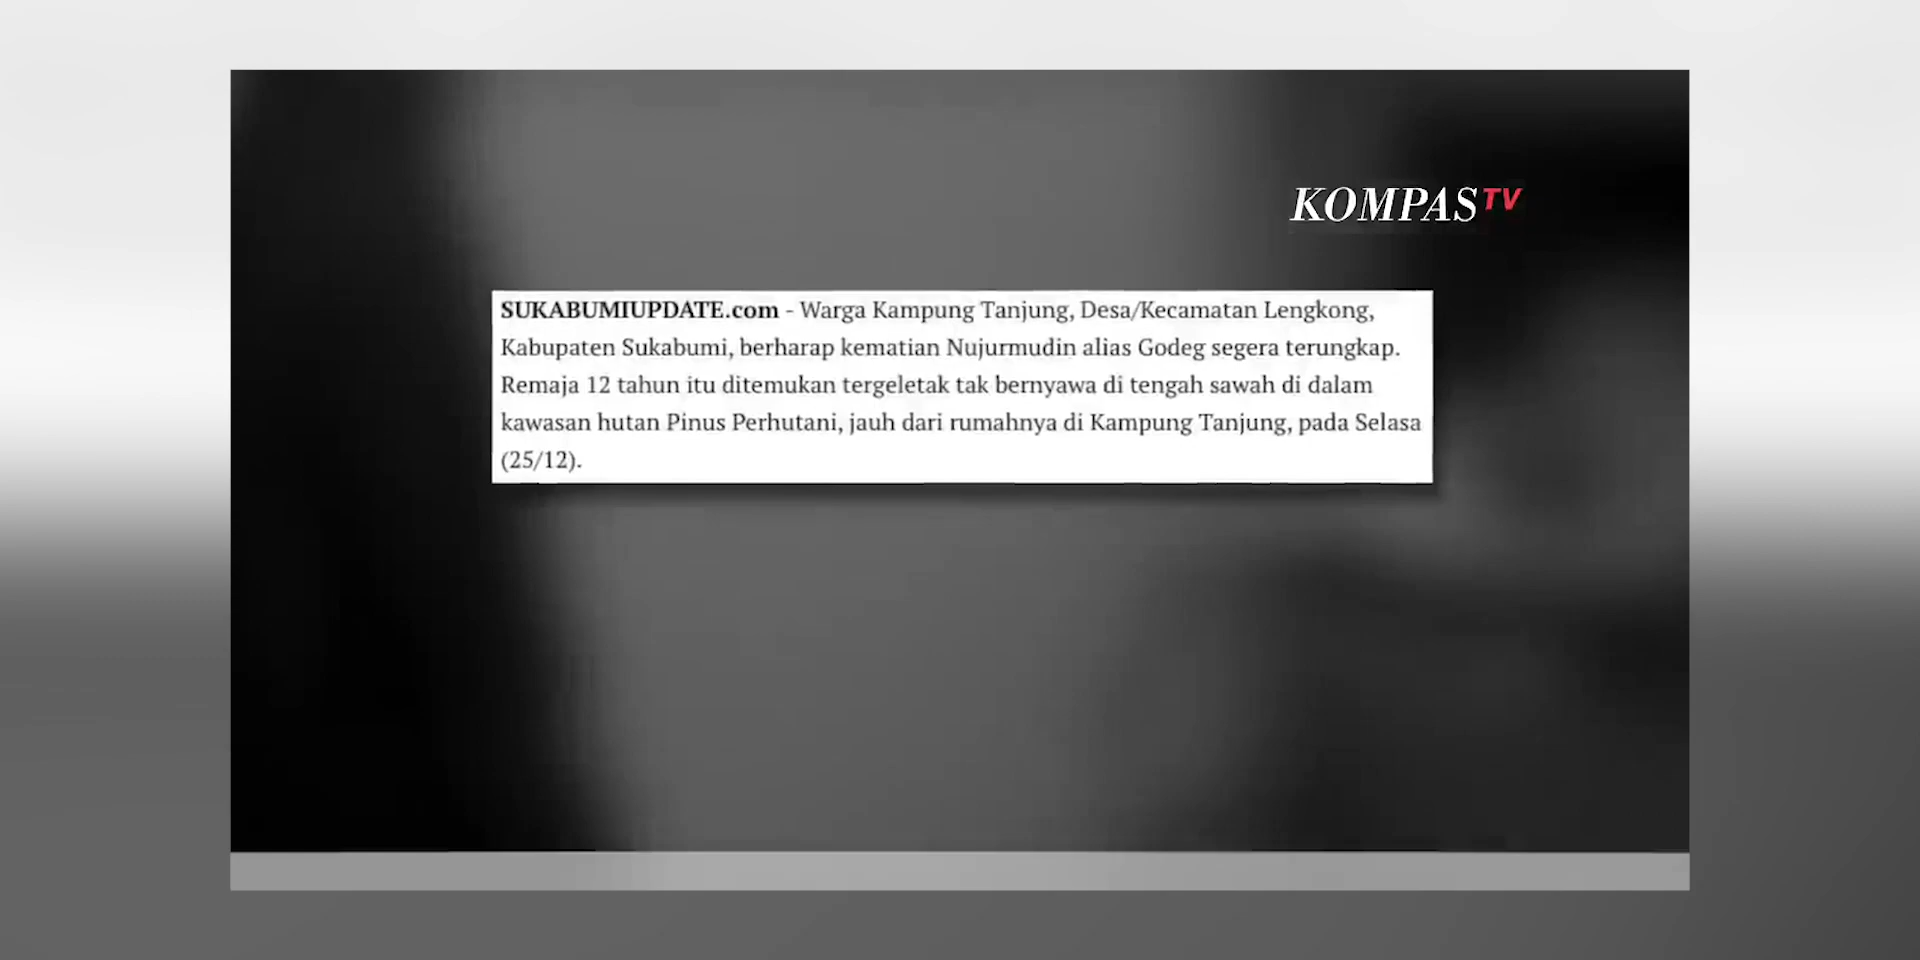 KOMPAS TV
SUKABUMIUPDATE.com - Warga Kampung Tanjung, Desa/Kecamatan Lengkong,
Kabupaten Sukabumi, berharap kematian Nujurmudin alias Godeg segera terungkap.
Remaja 12 tahun itu ditemukan tergeletak tak bernyawa di tengah sawah di dalam
kawasan hutan Pinus Perhutani, jauh dari rumahnya di Kampung Tanjung, pada Selasa
(25/12).